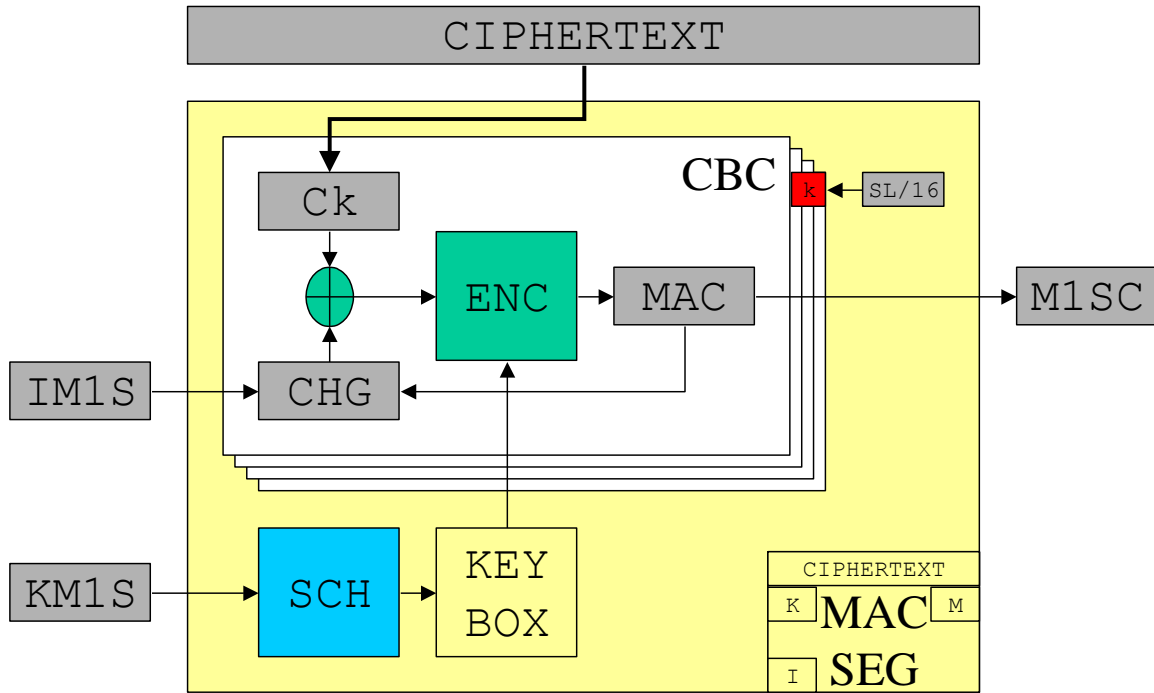 CIPHERTEXT
CBC
Ck
k
SL/16
ENC
MAC
M1SC
IM1S
CHG
KM1S
SCH
KEY
BOX
CIPHERTEXT
K
MAC
M
I
SEG